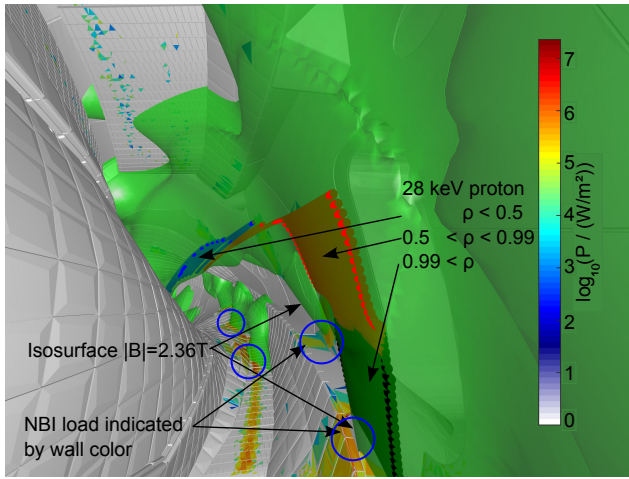 28 keV proton
ρ < 0.5
0.5 < ρ < 0.99
0.99 < ρ
Isosurface |B|=2.36T
NBI load indicated
by wall color
7
6
5
4
3
2
1
0
log₁₀(P / (W/m²))